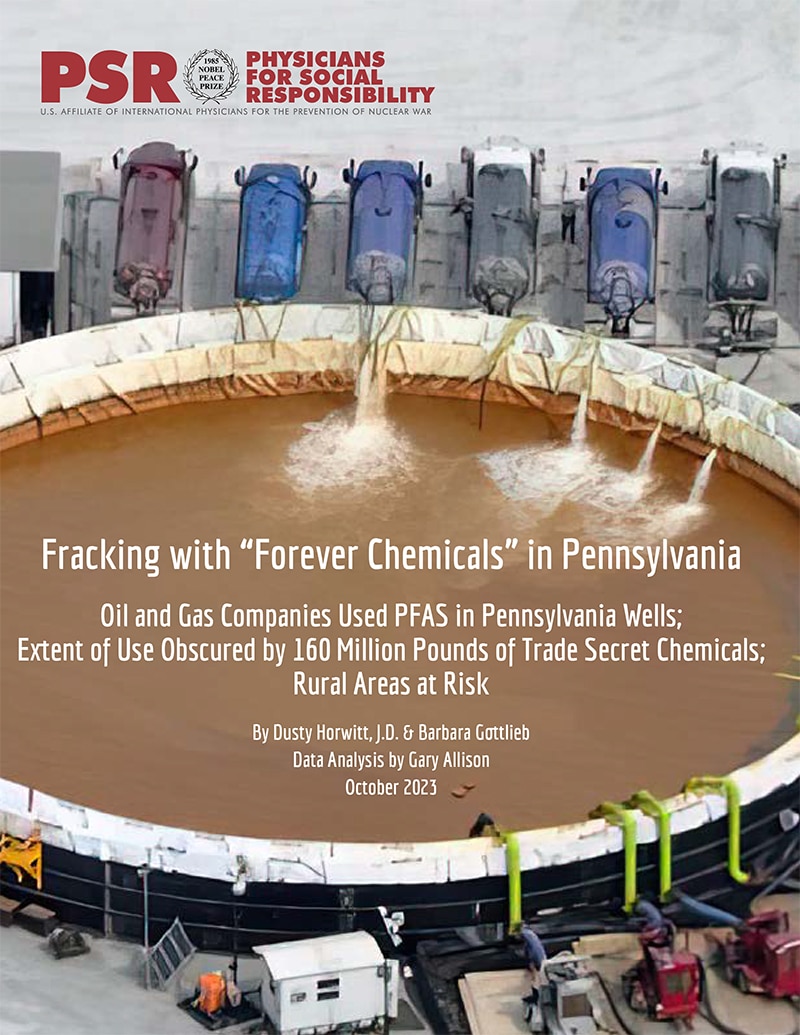 PSR
1985
NOBEL
PEACE
PRIZE
PHYSICIANS
FOR SOCIAL
RESPONSIBILITY
U.S. AFFILIATE OF INTERNATIONAL PHYSICIANS FOR THE PREVENTION OF NUCLEAR WAR
Fracking with “Forever Chemicals” in Pennsylvania
Oil and Gas Companies Used PFAS in Pennsylvania Wells;
Extent of Use Obscured by 160 Million Pounds of Trade Secret Chemicals;
Rural Areas at Risk
By Dusty Horwitt, J.D. & Barbara Gottlieb
Data Analysis by Gary Allison
October 2023